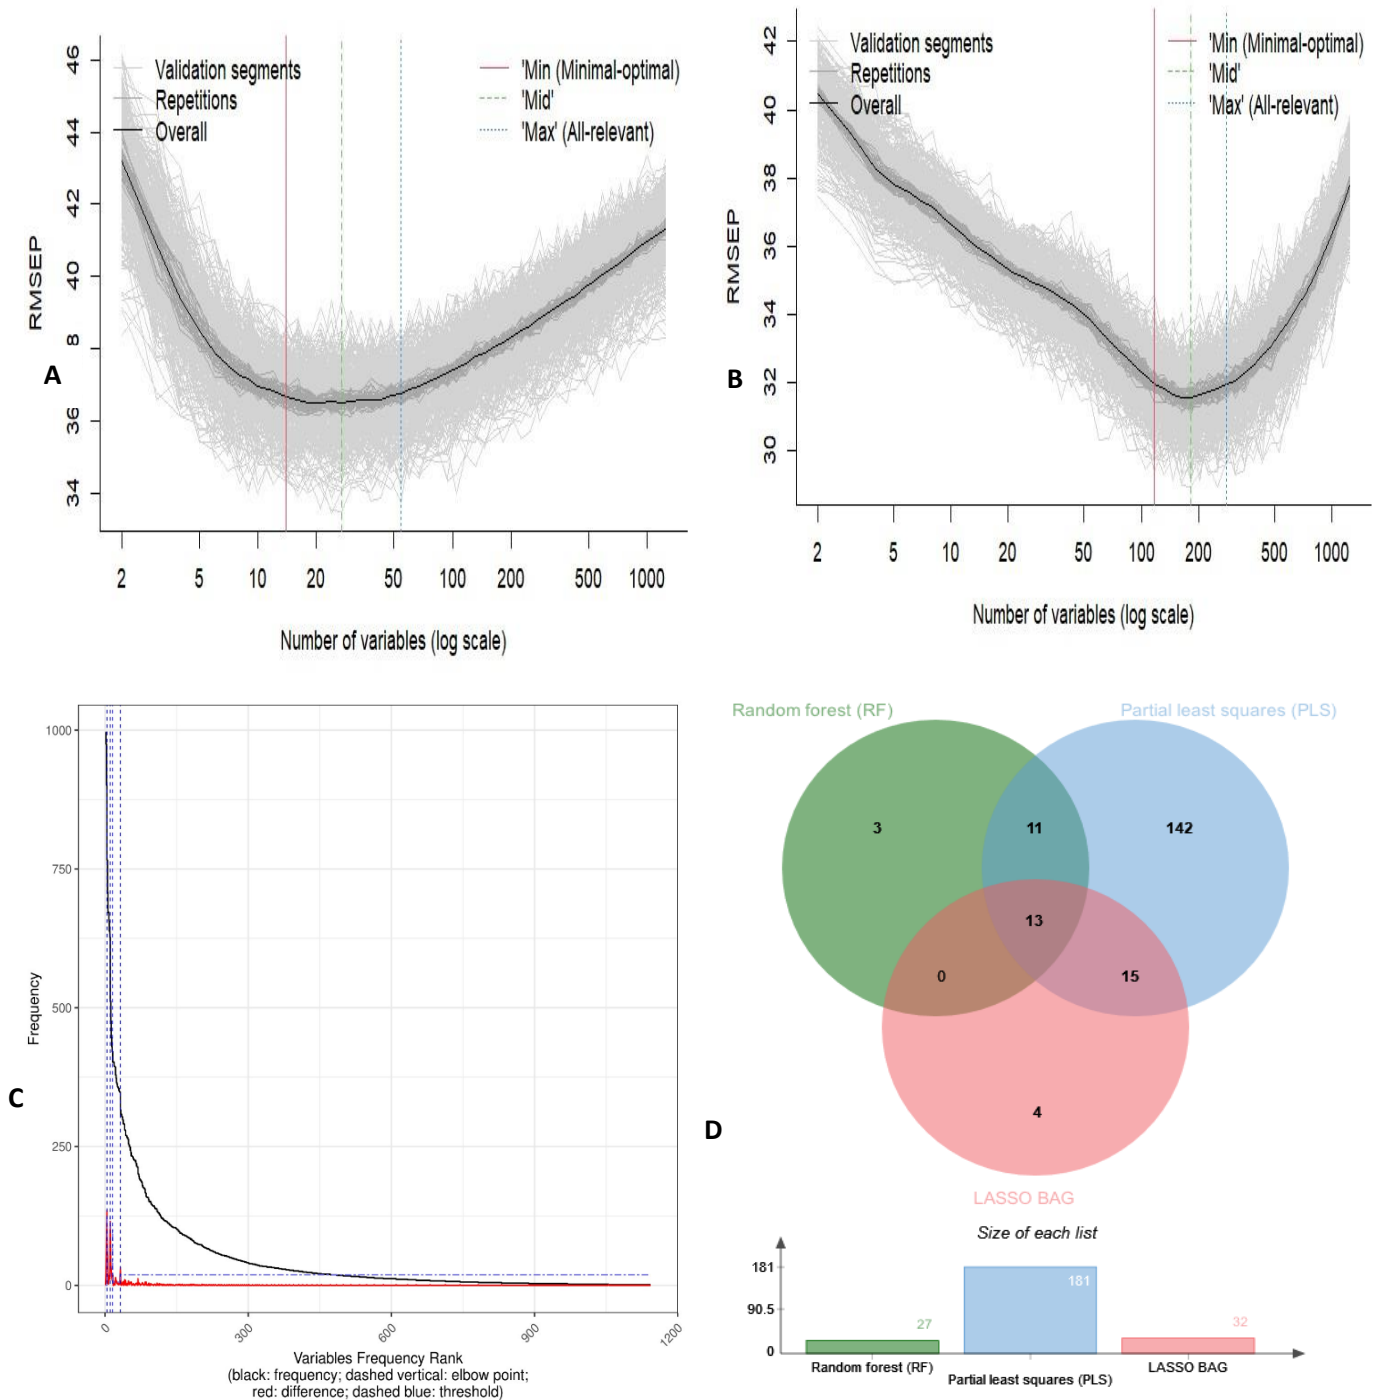 Validation segments
Repetitions
Overall
'Min (Minimal-optimal)
'Mid'
'Max' (All-relevant)
RMSEP
46
44
42
40
8
36
34
A
2 5 10 20 50 100 200 500 1000
Number of variables (log scale)
Validation segments
Repetitions
Overall
'Min (Minimal-optimal)
'Mid'
'Max' (All-relevant)
RMSEP
42
40
38
36
34
32
30
B
2 5 10 20 50 100 200 500 1000
Number of variables (log scale)
1000
750
500
250
0
Frequency
C
0 300 600 900 1200
Variables Frequency Rank
(black: frequency; dashed vertical: elbow point;
red: difference; dashed blue: threshold)
Random forest (RF)
Partial least squares (PLS)
3 11 142
13
0 15
4
D
LASSO BAG
Size of each list
181
90.5
0
27
181
32
Random forest (RF)
Partial least squares (PLS)
LASSO BAG